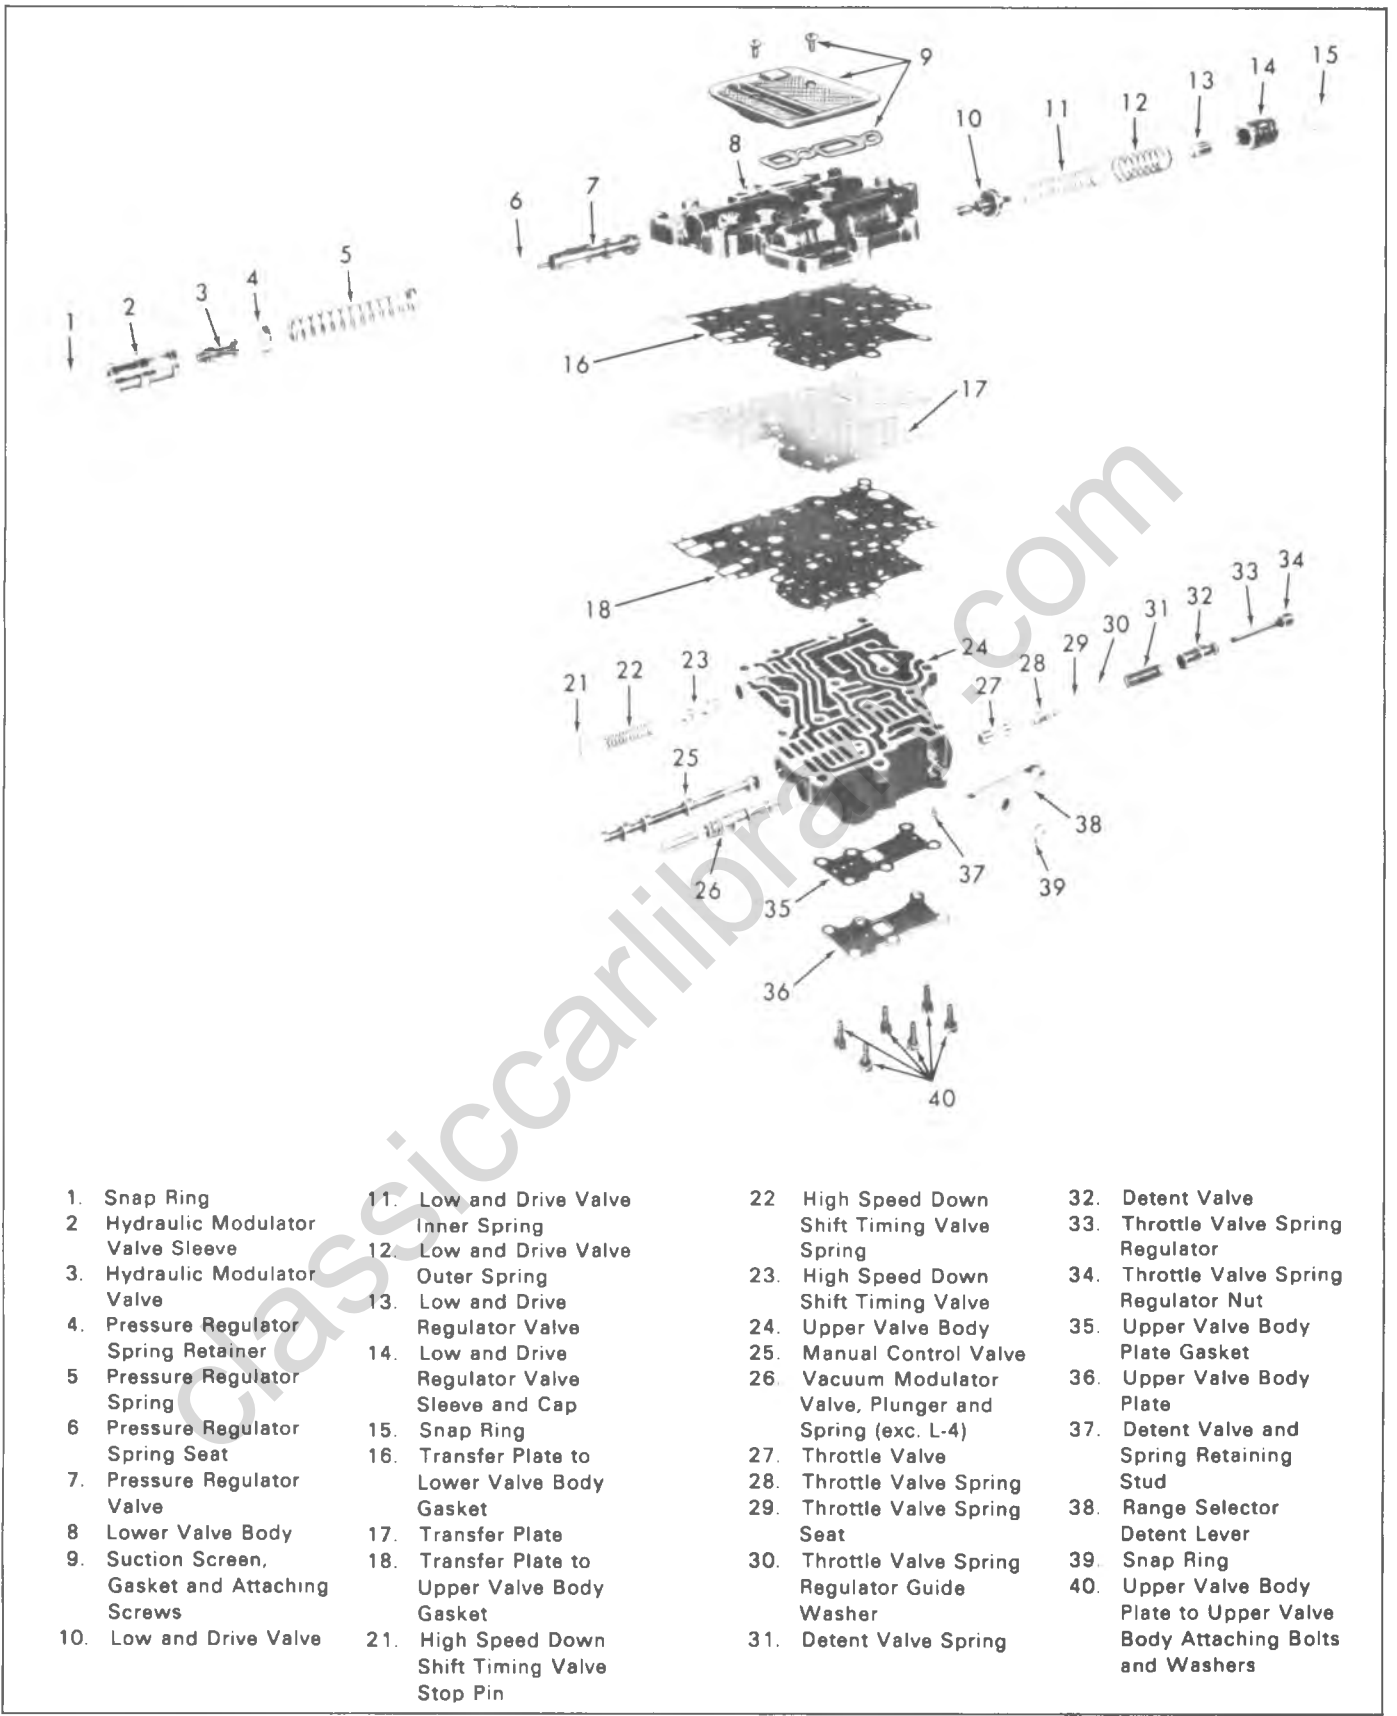 9
15
14
13
12
11
10
8
7
6
5
4
3
2
1
16
17
18
34
33
32
31
30
29
28
27
24
23
22
21
25
26
38
37
39
35
36
40
classiccarlibrary.com
1. Snap Ring
2 Hydraulic Modulator
Valve Sleeve
3. Hydraulic Modulator
Valve
4. Pressure Regulator
Spring Retainer
5 Pressure Regulator
Spring
6 Pressure Regulator
Spring Seat
7. Pressure Regulator
Valve
8 Lower Valve Body
9. Suction Screen,
Gasket and Attaching
Screws
10. Low and Drive Valve
11. Low and Drive Valve
Inner Spring
12. Low and Drive Valve
Outer Spring
13. Low and Drive
Regulator Valve
14. Low and Drive
Regulator Valve
Sleeve and Cap
15. Snap Ring
16. Transfer Plate to
Lower Valve Body
Gasket
17. Transfer Plate
18. Transfer Plate to
Upper Valve Body
Gasket
21. High Speed Down
Shift Timing Valve
Stop Pin
22 High Speed Down
Shift Timing Valve
Spring
23. High Speed Down
Shift Timing Valve
24. Upper Valve Body
25. Manual Control Valve
26. Vacuum Modulator
Valve, Plunger and
Spring (exc. L-4)
27. Throttle Valve
28. Throttle Valve Spring
29. Throttle Valve Spring
Seat
30. Throttle Valve Spring
Regulator Guide
Washer
31. Detent Valve Spring
32. Detent Valve
33. Throttle Valve Spring
Regulator
34. Throttle Valve Spring
Regulator Nut
35. Upper Valve Body
Plate Gasket
36. Upper Valve Body
Plate
37. Detent Valve and
Spring Retaining
Stud
38. Range Selector
Detent Lever
39. Snap Ring
40. Upper Valve Body
Plate to Upper Valve
Body Attaching Bolts
and Washers